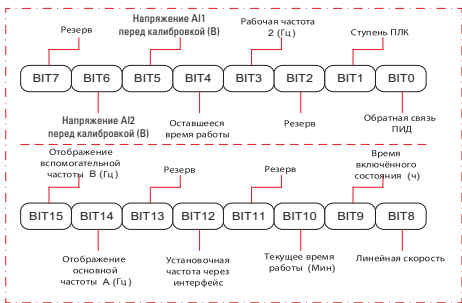 Резерв
Напряжение AI1
перед калибровкой (В)
Рабочая частота
2 (Гц)
Ступень ПЛК
BIT7 BIT6 BIT5 BIT4 BIT3 BIT2 BIT1 BIT0
Напряжение AI2
перед калибровкой (В)
Оставшееся
время работы
Резерв
Обратная связь
ПИД
Отображение
вспомогательной
частоты B (Гц)
Резерв
Резерв
Время
включённого
состояния (ч)
BIT15 BIT14 BIT13 BIT12 BIT11 BIT10 BIT9 BIT8
Отображение
основной
частоты A (Гц)
Установочная
частота через
интерфейс
Текущее время
работы (Мин)
Линейная скорость